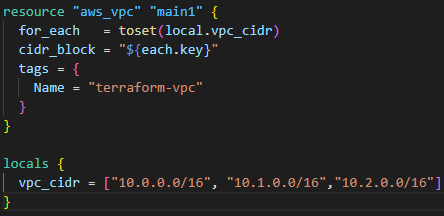 resource "aws_vpc" "main1" {
  for_each   = toset(local.vpc_cidr)
  cidr_block = "${each.key}"
  tags = {
    Name = "terraform-vpc"
  }
}

locals {
  vpc_cidr = ["10.0.0.0/16", "10.1.0.0/16","10.2.0.0/16"]
}